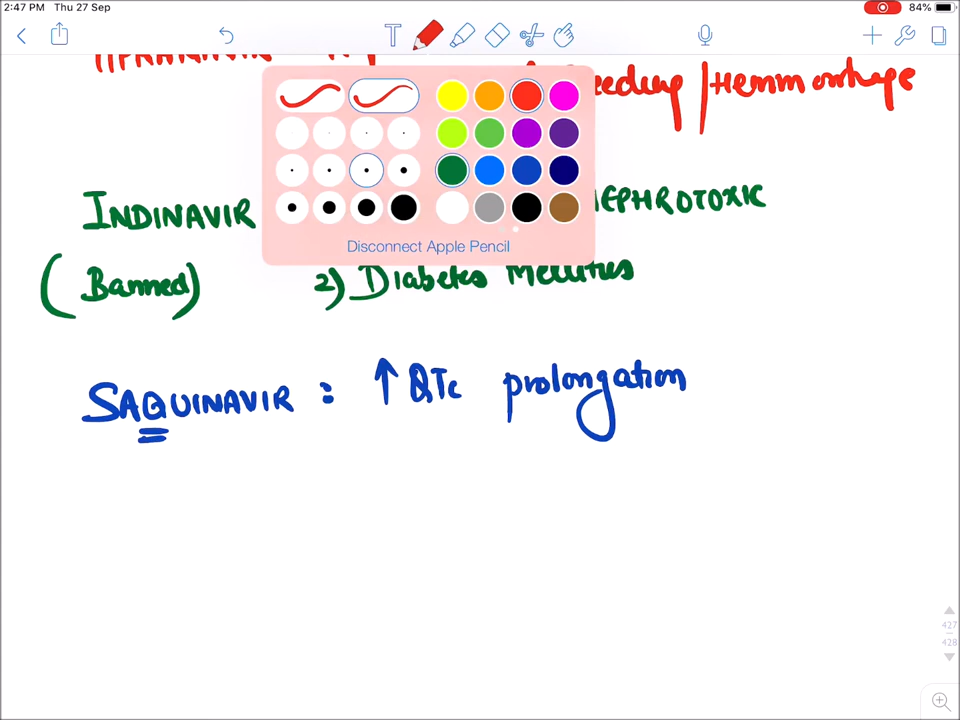 2:47 PM Thu 27 Sep 84%
T
/Hemmorrhage
INDINAVIR NEPHROTOXIC
Disconnect Apple Pencil
(Banned) 2) Diabetes Mellitus
SAQUINAVIR : ↑ QTc prolongation
427
428